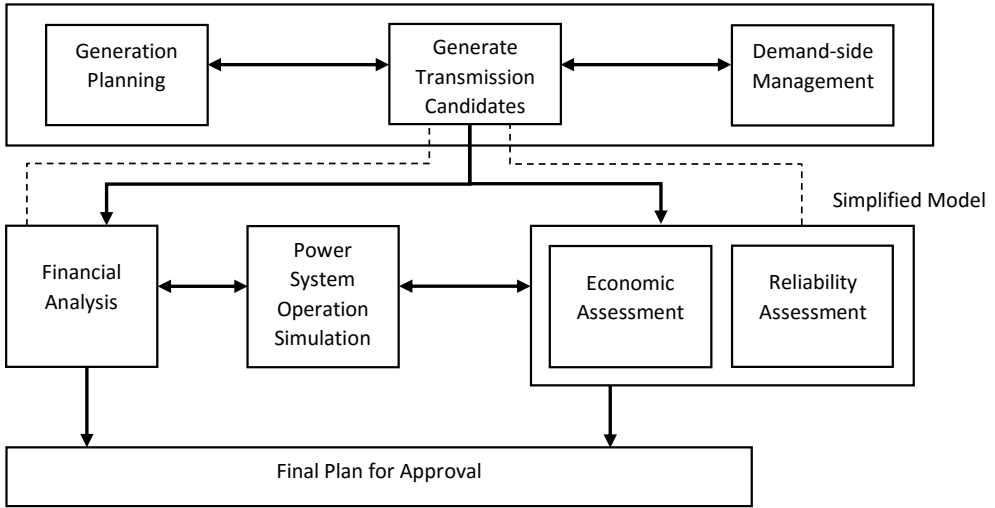 Generation
Planning
Generate
Transmission
Candidates
Demand-side
Management
Simplified Model
Financial
Analysis
Power
System
Operation
Simulation
Economic
Assessment
Reliability
Assessment
Final Plan for Approval